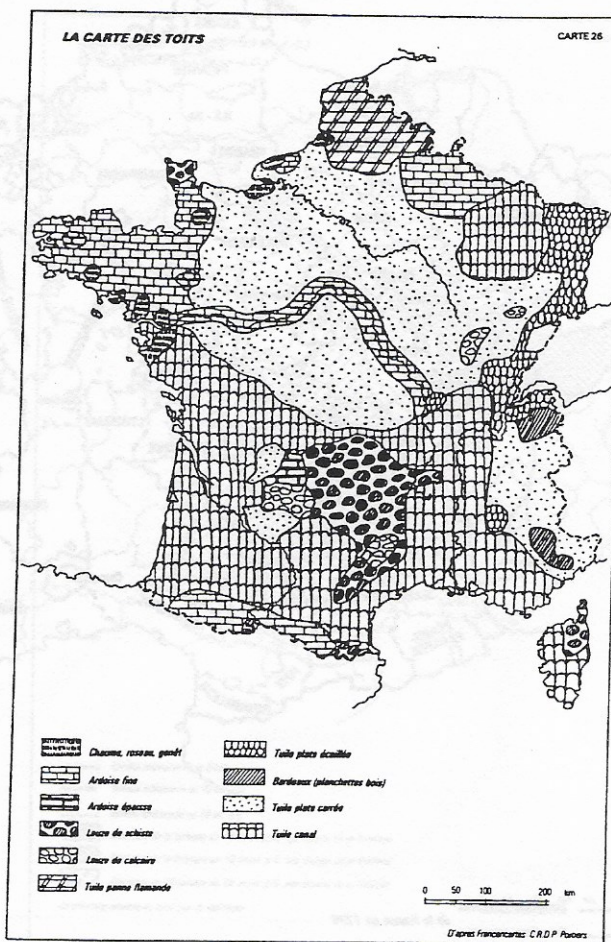 LA CARTE DES TOITS
CARTE 26
Chaume, roseau, genêt
Ardoise fine
Ardoise épaisse
Lauze de schiste
Lauze de calcaire
Tuile panne flamande
Tuile plate écaillée
Bardeaux (planchettes bois)
Tuile plate carrée
Tuile canal
0 50 100 200 km
D'apres Francecartes C.R.D.P. Poitiers